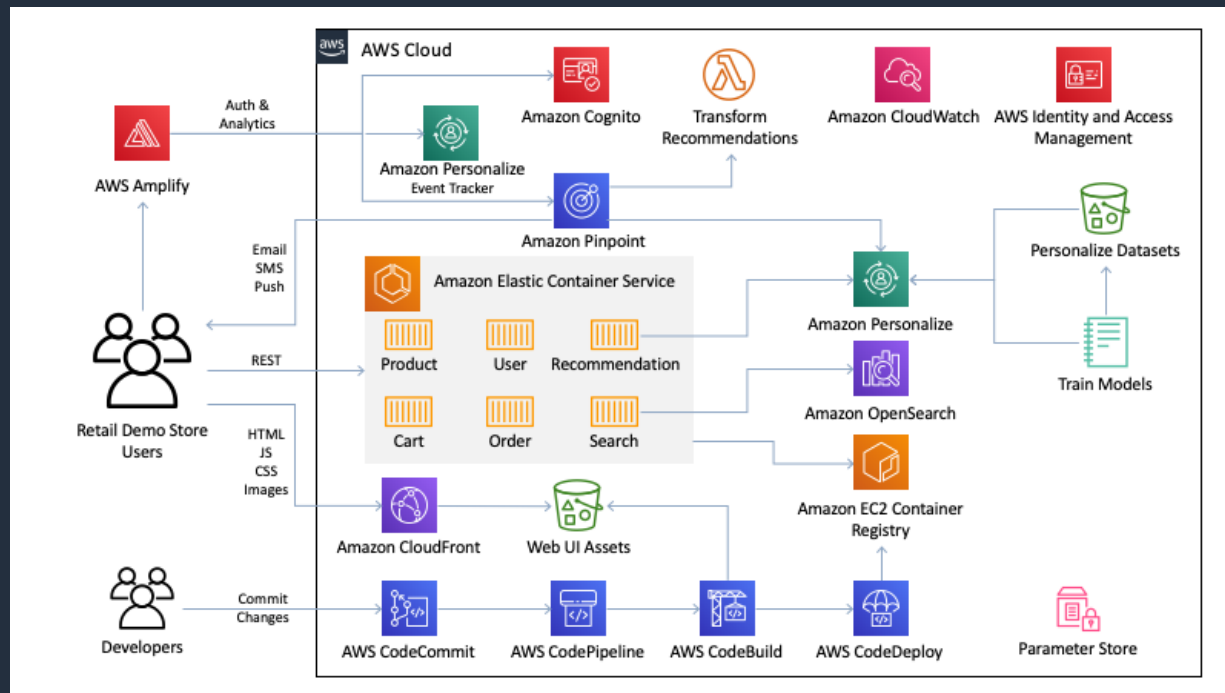 aws
AWS Cloud
Auth &
Analytics
AWS Amplify
Amazon Cognito
Transform
Recommendations
Amazon CloudWatch
AWS Identity and Access
Management
Amazon Personalize
Event Tracker
Amazon Pinpoint
Email
SMS
Push
Personalize Datasets
Amazon Elastic Container Service
Product
User
Recommendation
Cart
Order
Search
Amazon Personalize
Train Models
Amazon OpenSearch
REST
Retail Demo Store
Users
HTML
JS
CSS
Images
Amazon EC2 Container
Registry
Amazon CloudFront
Web UI Assets
Developers
Commit
Changes
AWS CodeCommit
AWS CodePipeline
AWS CodeBuild
AWS CodeDeploy
Parameter Store